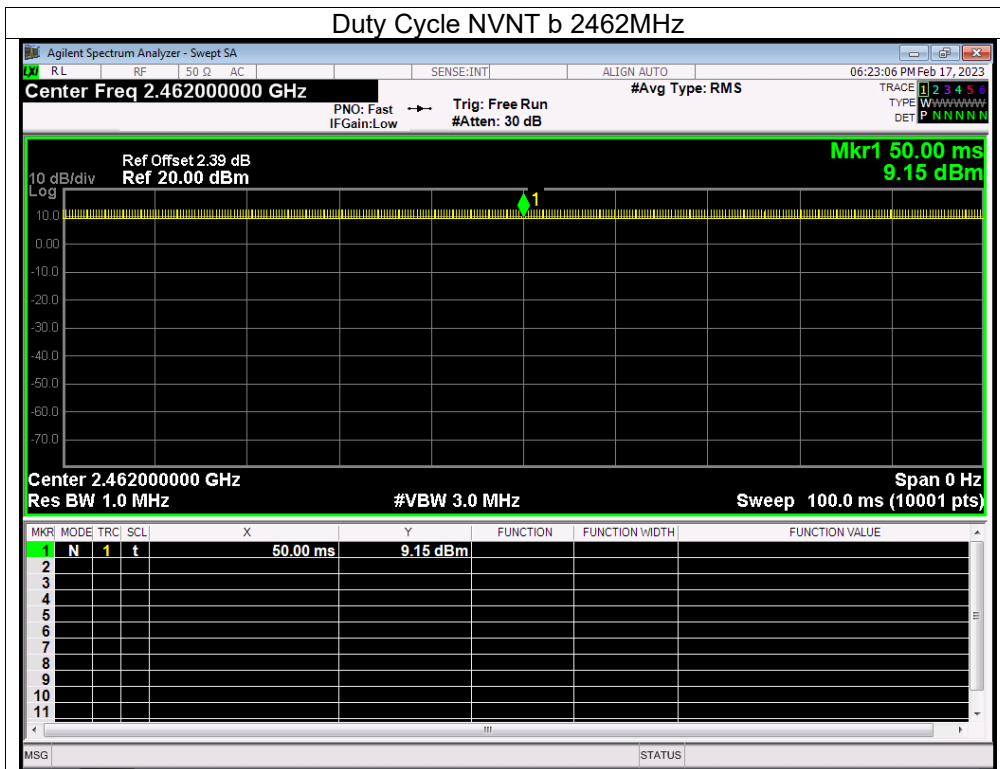 Duty Cycle NVNT b 2462MHz
Agilent Spectrum Analyzer - Swept SA
LXI RL RF 50 Ω AC SENSE:INT ALIGN AUTO 06:23:06 PM Feb 17, 2023
Center Freq 2.462000000 GHz #Avg Type: RMS TRACE 1 2 3 4 5 6
PNO: Fast Trig: Free Run TYPE WWWWWW
IFGain:Low #Atten: 30 dB DET P N N N N N
Mkr1 50.00 ms
Ref Offset 2.39 dB
10 dB/div Ref 20.00 dBm 9.15 dBm
Log
1
10.0
0.00
-10.0
-20.0
-30.0
-40.0
-50.0
-60.0
-70.0
Center 2.462000000 GHz Span 0 Hz
Res BW 1.0 MHz #VBW 3.0 MHz Sweep 100.0 ms (10001 pts)
MKR MODE TRC SCL X Y FUNCTION FUNCTION WIDTH FUNCTION VALUE
1 N 1 t 50.00 ms 9.15 dBm
2
3
4
5
6
7
8
9
10
11
MSG STATUS